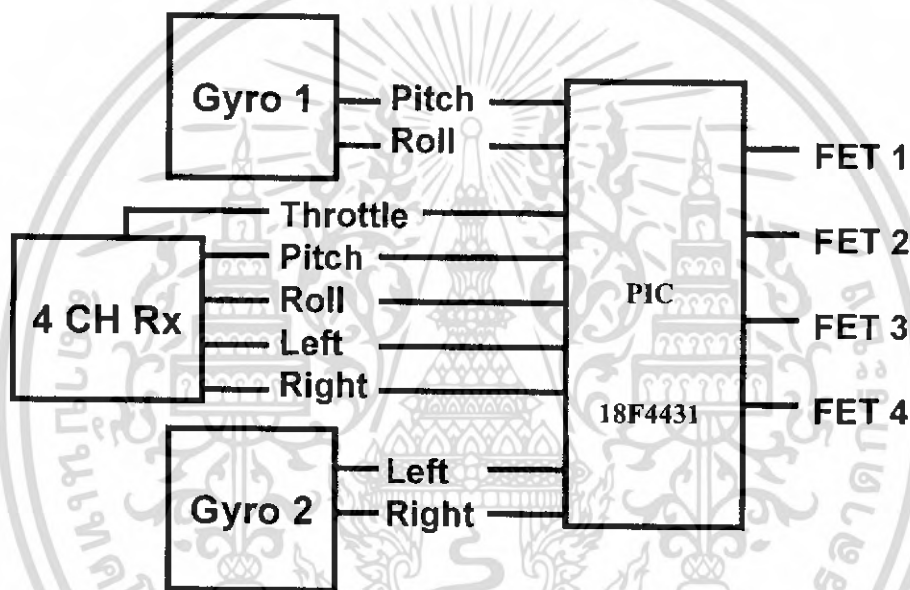 Gyro 1
Pitch
Roll
Throttle
4 CH Rx
Pitch
Roll
Left
Right
Gyro 2
Left
Right
PIC
18F4431
FET 1
FET 2
FET 3
FET 4